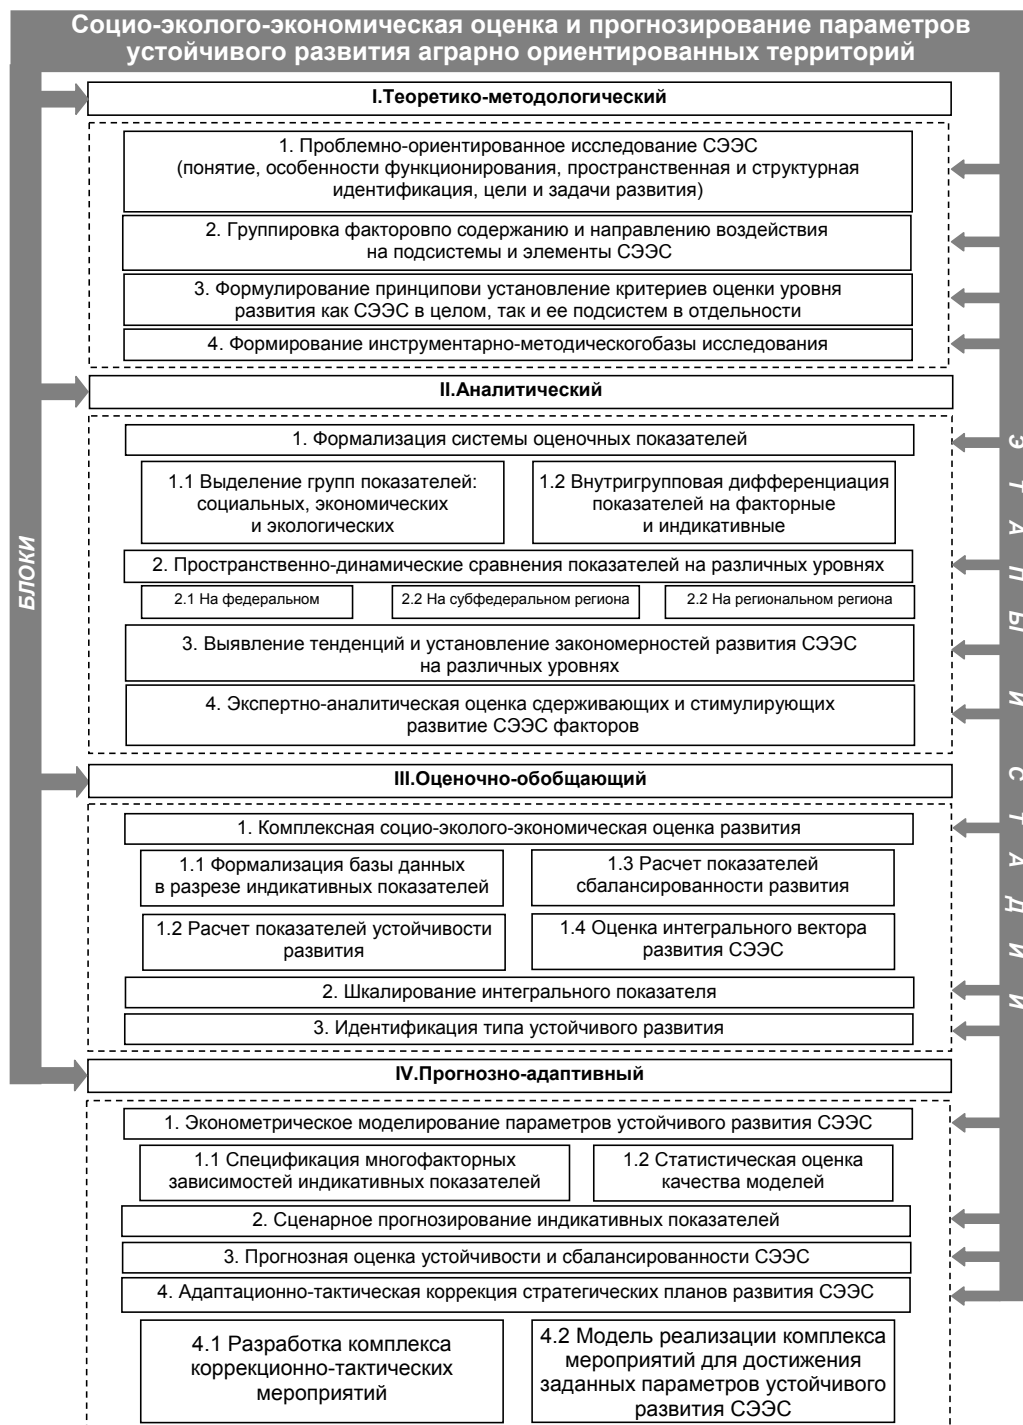 Социо-эколого-экономическая оценка и прогнозирование параметров
устойчивого развития аграрно ориентированных территорий
I.Теоретико-методологический
1. Проблемно-ориентированное исследование СЭЭС
(понятие, особенности функционирования, пространственная и структурная
идентификация, цели и задачи развития)
2. Группировка факторовпо содержанию и направлению воздействия
на подсистемы и элементы СЭЭС
3. Формулирование принципови установление критериев оценки уровня
развития как СЭЭС в целом, так и ее подсистем в отдельности
4. Формирование инструментарно-методическогобазы исследования
II.Аналитический
1. Формализация системы оценочных показателей
1.1 Выделение групп показателей:
социальных, экономических
и экологических
1.2 Внутригрупповая дифференциация
показателей на факторные
и индикативные
2. Пространственно-динамические сравнения показателей на различных уровнях
2.1 На федеральном
2.2 На субфедеральном региона
2.2 На региональном региона
3. Выявление тенденций и установление закономерностей развития СЭЭС
на различных уровнях
4. Экспертно-аналитическая оценка сдерживающих и стимулирующих
развитие СЭЭС факторов
III.Оценочно-обобщающий
1. Комплексная социо-эколого-экономическая оценка развития
1.1 Формализация базы данных
в разрезе индикативных показателей
1.3 Расчет показателей
сбалансированности развития
1.2 Расчет показателей устойчивости
развития
1.4 Оценка интегрального вектора
развития СЭЭС
2. Шкалирование интегрального показателя
3. Идентификация типа устойчивого развития
IV.Прогнозно-адаптивный
1. Эконометрическое моделирование параметров устойчивого развития СЭЭС
1.1 Спецификация многофакторных
зависимостей индикативных показателей
1.2 Статистическая оценка
качества моделей
2. Сценарное прогнозирование индикативных показателей
3. Прогнозная оценка устойчивости и сбалансированности СЭЭС
4. Адаптационно-тактическая коррекция стратегических планов развития СЭЭС
4.1 Разработка комплекса
коррекционно-тактических
мероприятий
4.2 Модель реализации комплекса
мероприятий для достижения
заданных параметров устойчивого
развития СЭЭС
БЛОКИ
ЭТАПЫ И СТАДИИ